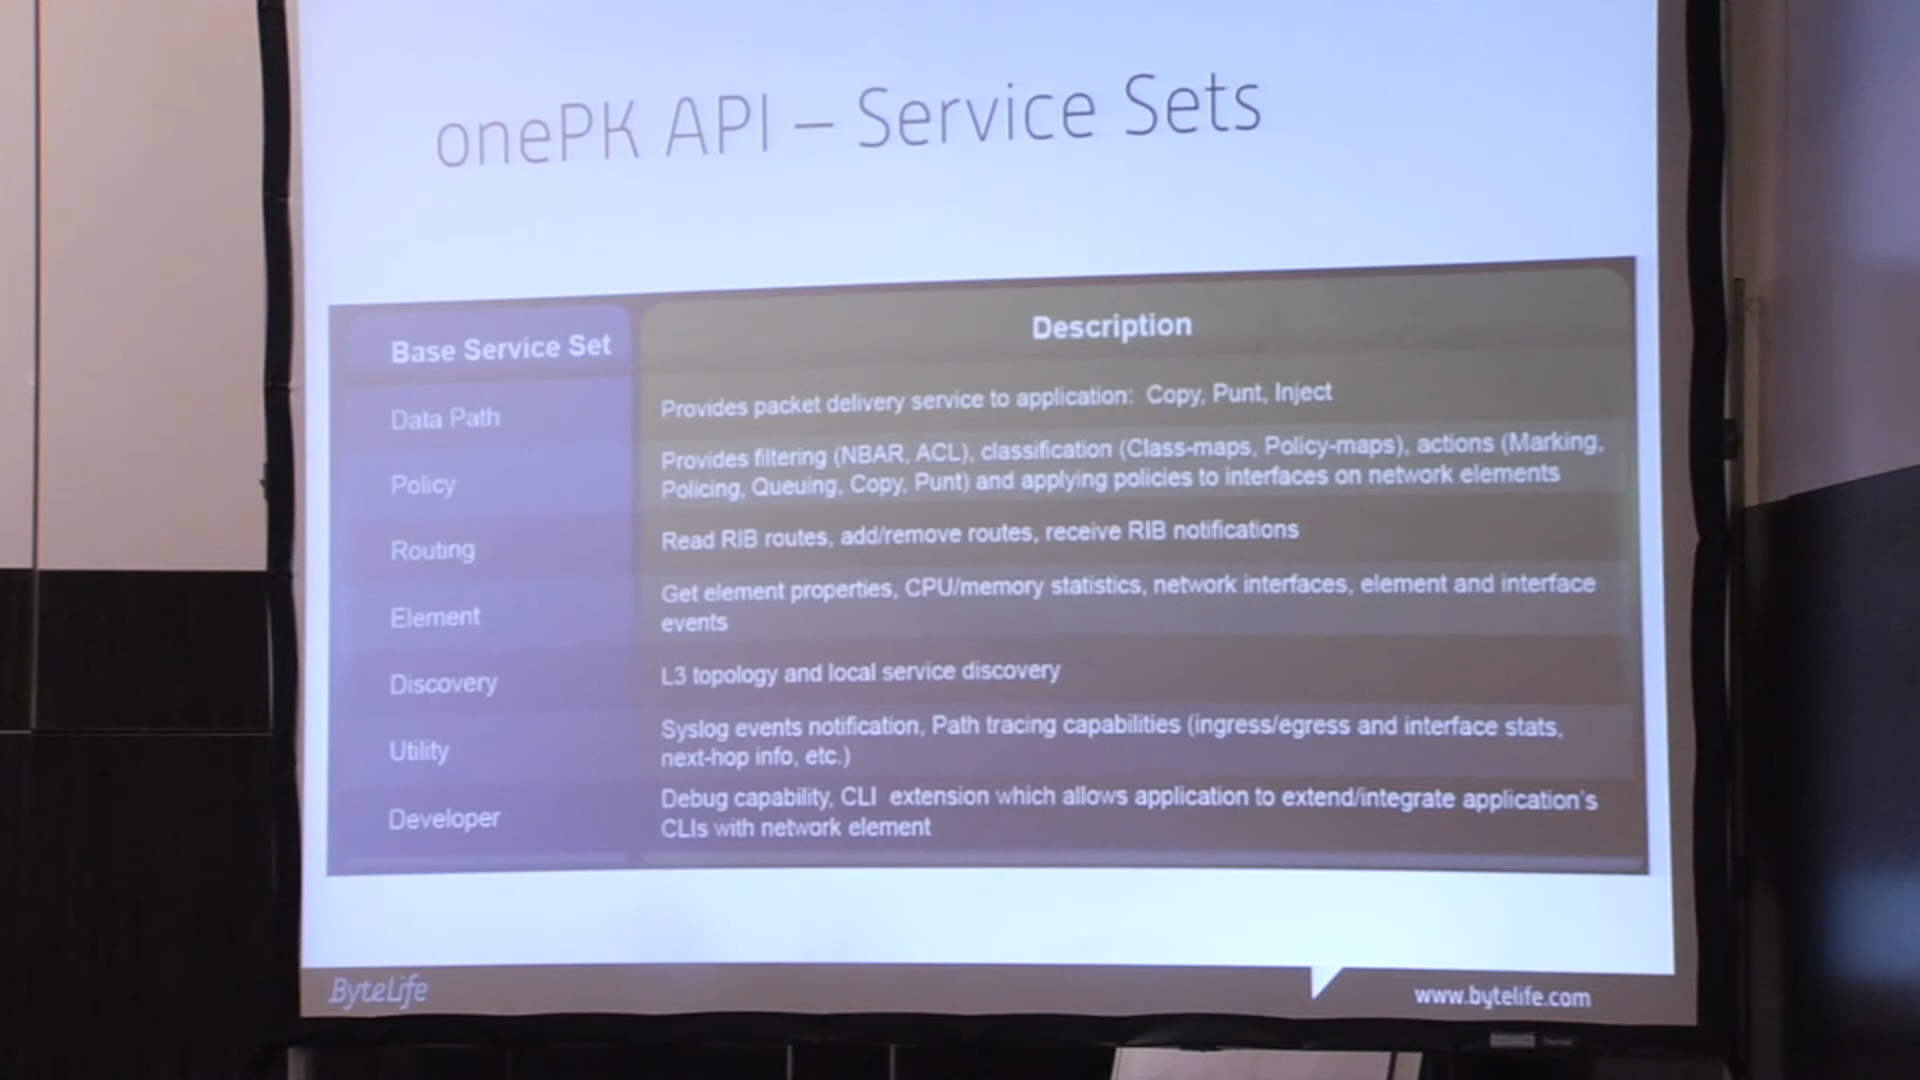 onePK API – Service Sets
Base Service Set
Description
Data Path
Provides packet delivery service to application: Copy, Punt, Inject
Policy
Provides filtering (NBAR, ACL), classification (Class-maps, Policy-maps), actions (Marking,
Policing, Queuing, Copy, Punt) and applying policies to interfaces on network elements
Routing
Read RIB routes, add/remove routes, receive RIB notifications
Element
Get element properties, CPU/memory statistics, network interfaces, element and interface
events
Discovery
L3 topology and local service discovery
Utility
Syslog events notification, Path tracing capabilities (ingress/egress and interface stats,
next-hop info, etc.)
Developer
Debug capability, CLI extension which allows application to extend/integrate application's
CLIs with network element
ByteLife
www.bytelife.com